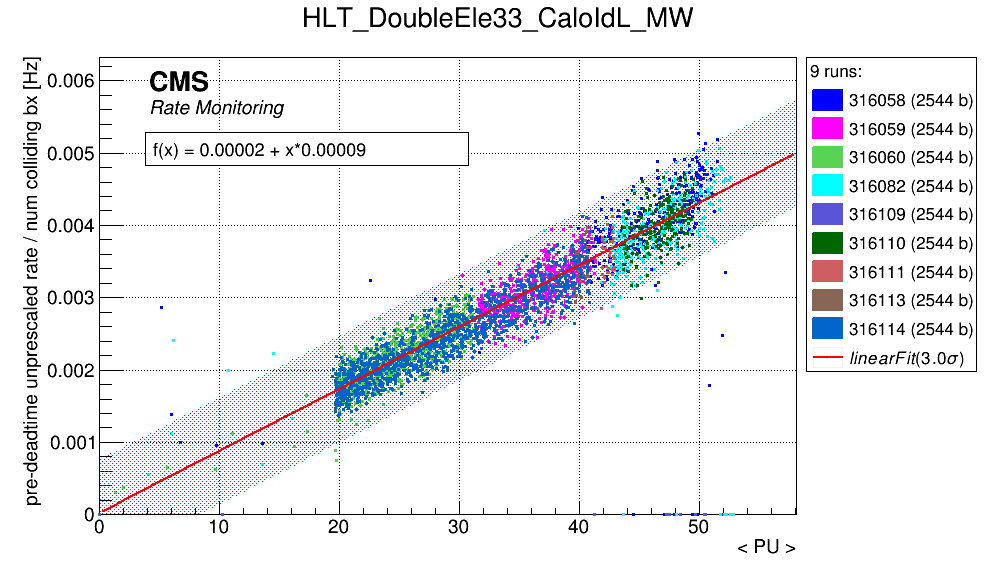 HLT_DoubleEle33_CaloIdL_MW
pre-deadtime unprescaled rate / num colliding bx [Hz]
0.006
0.005
0.004
0.003
0.002
0.001
0
CMS
Rate Monitoring
f(x) = 0.00002 + x*0.00009
0 10 20 30 40 50
< PU >
9 runs:
316058 (2544 b)
316059 (2544 b)
316060 (2544 b)
316082 (2544 b)
316109 (2544 b)
316110 (2544 b)
316111 (2544 b)
316113 (2544 b)
316114 (2544 b)
linearFit(3.0σ)